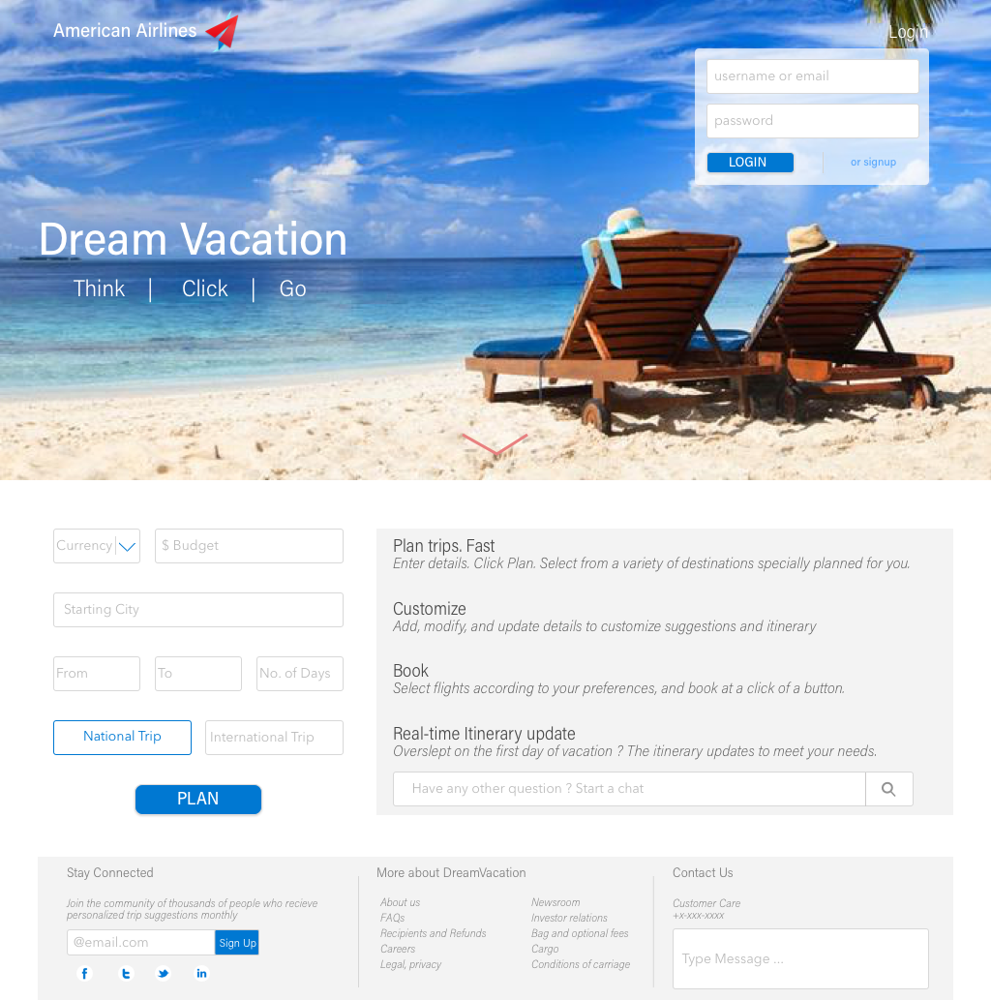 American Airlines
Login
username or email
password
LOGIN
or signup
Dream Vacation
Think | Click | Go
Currency
$ Budget
Starting City
From
To
No. of Days
National Trip
International Trip
PLAN
Plan trips. Fast
Enter details. Click Plan. Select from a variety of destinations specially planned for you.
Customize
Add, modify, and update details to customize suggestions and itinerary
Book
Select flights according to your preferences, and book at a click of a button.
Real-time Itinerary update
Overslept on the first day of vacation ? The itinerary updates to meet your needs.
Have any other question ? Start a chat
Stay Connected
Join the community of thousands of people who recieve
personalized trip suggestions monthly
@email.com
Sign Up
More about DreamVacation
About us
FAQs
Recipients and Refunds
Careers
Legal, privacy
Newsroom
Investor relations
Bag and optional fees
Cargo
Conditions of carriage
Contact Us
Customer Care
+x-xxx-xxxx
Type Message ...